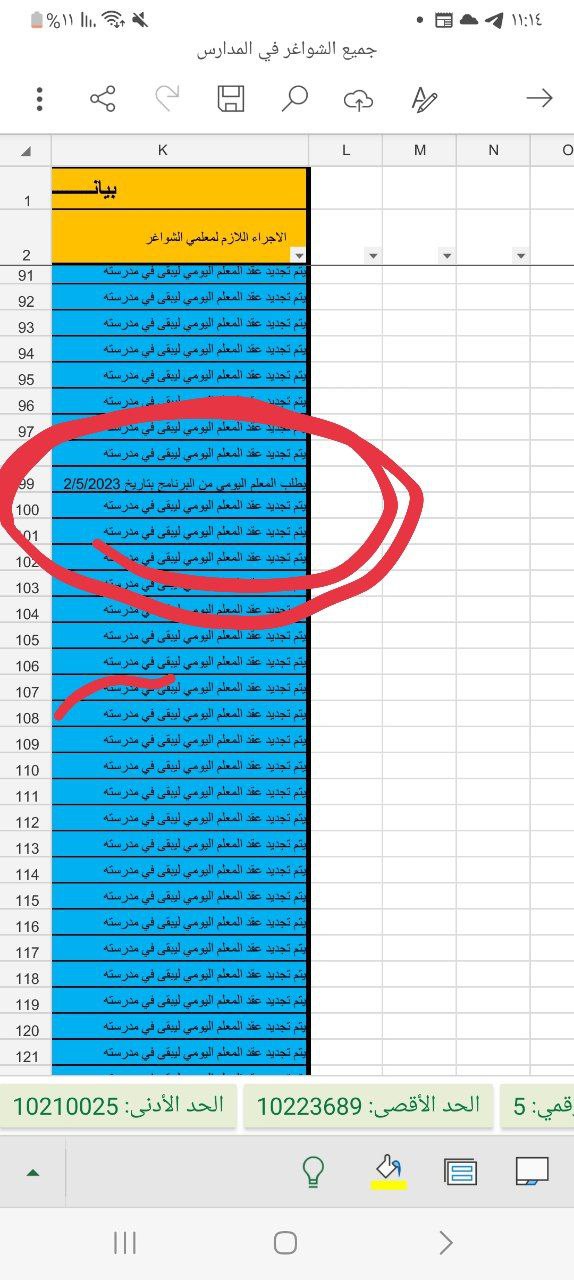 ١١:١٤ %١١
جميع الشواغر في المدارس
K L M N O
1 بيانـــــ
2 الاجراء اللازم لمعلمي الشواغر
91 يتم تجديد عقد المعلم اليومي ليبقى في مدرسته
92 يتم تجديد عقد المعلم اليومي ليبقى في مدرسته
93 يتم تجديد عقد المعلم اليومي ليبقى في مدرسته
94 يتم تجديد عقد المعلم اليومي ليبقى في مدرسته
95 يتم تجديد عقد المعلم اليومي ليبقى في مدرسته
96 يتم تجديد عقد المعلم اليومي ليبقى في مدرسته
97 يتم تجديد عقد المعلم اليومي ليبقى في مدرسته
يتم تجديد عقد المعلم اليومي ليبقى في مدرسته
99 يطلب المعلم اليومي من البرنامج بتاريخ 2/5/2023
100 يتم تجديد عقد المعلم اليومي ليبقى في مدرسته
101 يتم تجديد عقد المعلم اليومي ليبقى في مدرسته
102 يتم تجديد عقد المعلم اليومي ليبقى في مدرسته
103 يتم تجديد عقد المعلم اليومي ليبقى في مدرسته
104 يتم تجديد عقد المعلم اليومي ليبقى في مدرسته
105 يتم تجديد عقد المعلم اليومي ليبقى في مدرسته
106 يتم تجديد عقد المعلم اليومي ليبقى في مدرسته
107 يتم تجديد عقد المعلم اليومي ليبقى في مدرسته
108 يتم تجديد عقد المعلم اليومي ليبقى في مدرسته
109 يتم تجديد عقد المعلم اليومي ليبقى في مدرسته
110 يتم تجديد عقد المعلم اليومي ليبقى في مدرسته
111 يتم تجديد عقد المعلم اليومي ليبقى في مدرسته
112 يتم تجديد عقد المعلم اليومي ليبقى في مدرسته
113 يتم تجديد عقد المعلم اليومي ليبقى في مدرسته
114 يتم تجديد عقد المعلم اليومي ليبقى في مدرسته
115 يتم تجديد عقد المعلم اليومي ليبقى في مدرسته
116 يتم تجديد عقد المعلم اليومي ليبقى في مدرسته
117 يتم تجديد عقد المعلم اليومي ليبقى في مدرسته
118 يتم تجديد عقد المعلم اليومي ليبقى في مدرسته
119 يتم تجديد عقد المعلم اليومي ليبقى في مدرسته
120 يتم تجديد عقد المعلم اليومي ليبقى في مدرسته
121 يتم تجديد عقد المعلم اليومي ليبقى في مدرسته
قمي: 5 الحد الأقصى: 10223689 الحد الأدنى: 10210025